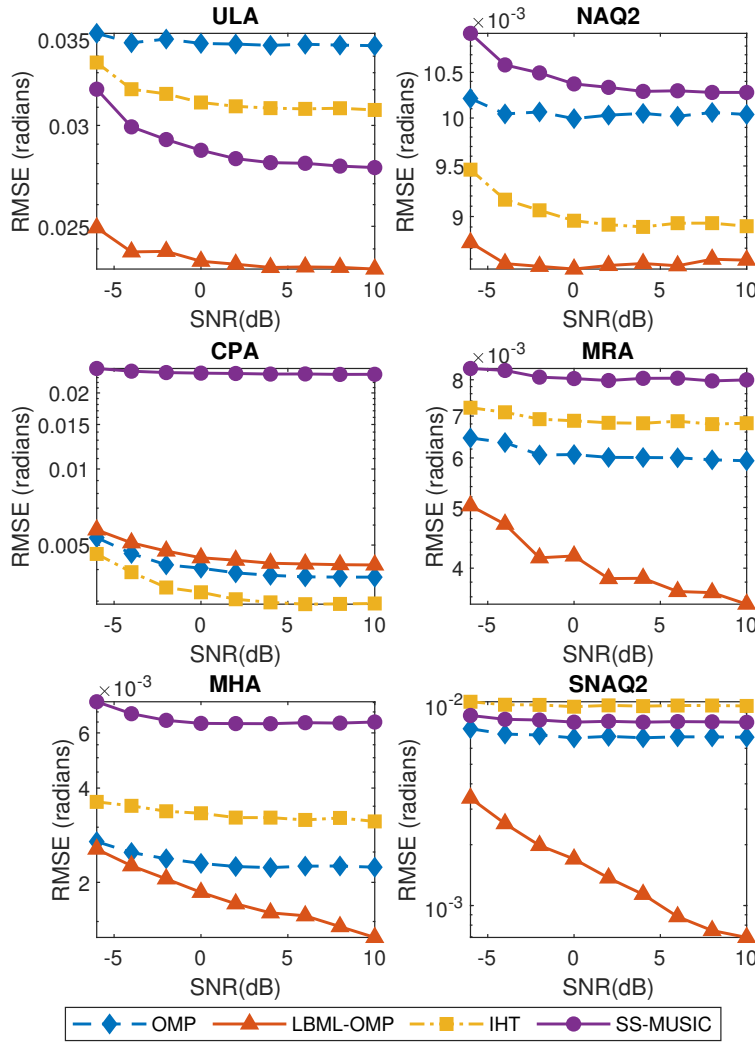 ULA
0.035
0.03
0.025
RMSE (radians)
-5 0 5 10
SNR(dB)
NAQ2
×10⁻³
10.5
10
9.5
9
RMSE (radians)
-5 0 5 10
SNR(dB)
CPA
0.02
0.015
0.01
0.005
RMSE (radians)
-5 0 5 10
SNR(dB)
MRA
×10⁻³
8
7
6
5
4
RMSE (radians)
-5 0 5 10
SNR(dB)
MHA
×10⁻³
6
4
2
RMSE (radians)
-5 0 5 10
SNR(dB)
SNAQ2
10⁻²
10⁻³
RMSE (radians)
-5 0 5 10
SNR(dB)
OMP LBML-OMP IHT SS-MUSIC